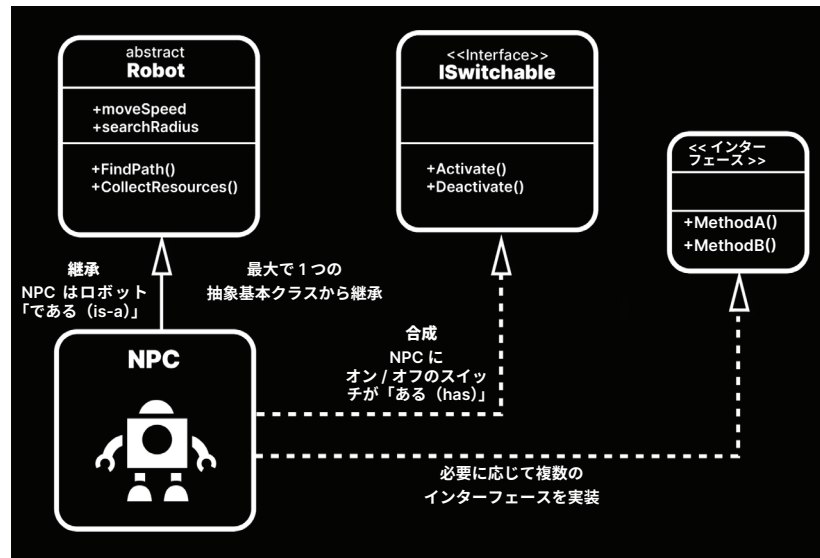 abstract
Robot
+moveSpeed
+searchRadius
+FindPath()
+CollectResources()
<<Interface>>
ISwitchable
+Activate()
+Deactivate()
<< インター
フェース >>
+MethodA()
+MethodB()
継承
NPC はロボット
「である（is-a）」
最大で 1 つの
抽象基本クラスから継承
NPC
合成
NPC に
オン / オフのスイッ
チが「ある（has）」
必要に応じて複数の
インターフェースを実装